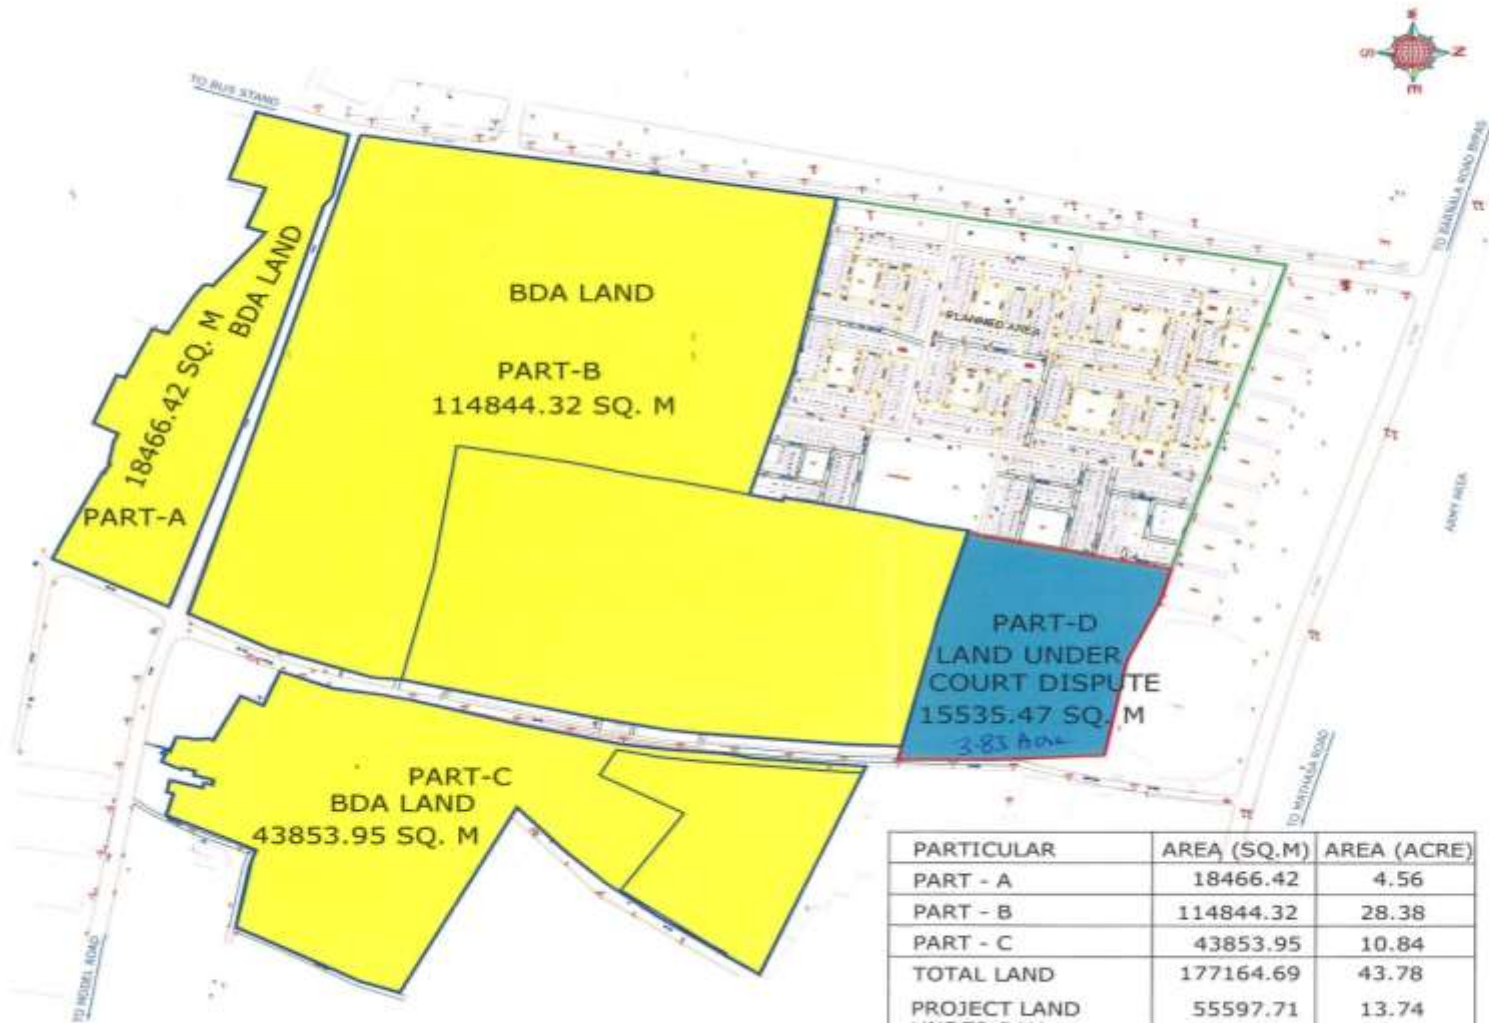 W
S
N
E
TO BUS STAND
TO BARNALA ROAD BIPAS
BDA LAND
18466.42 SQ. M
PART-A
BDA LAND
PART-B
114844.32 SQ. M
PLANNED AREA
ARMY AREA
PART-D
LAND UNDER
COURT DISPUTE
15535.47 SQ. M
3.83 Acre
PART-C
BDA LAND
43853.95 SQ. M
TO MODEL ROAD
PARTICULAR AREA (SQ.M) AREA (ACRE)
PART - A 18466.42 4.56
PART - B 114844.32 28.38
PART - C 43853.95 10.84
TOTAL LAND 177164.69 43.78
PROJECT LAND 55597.71 13.74